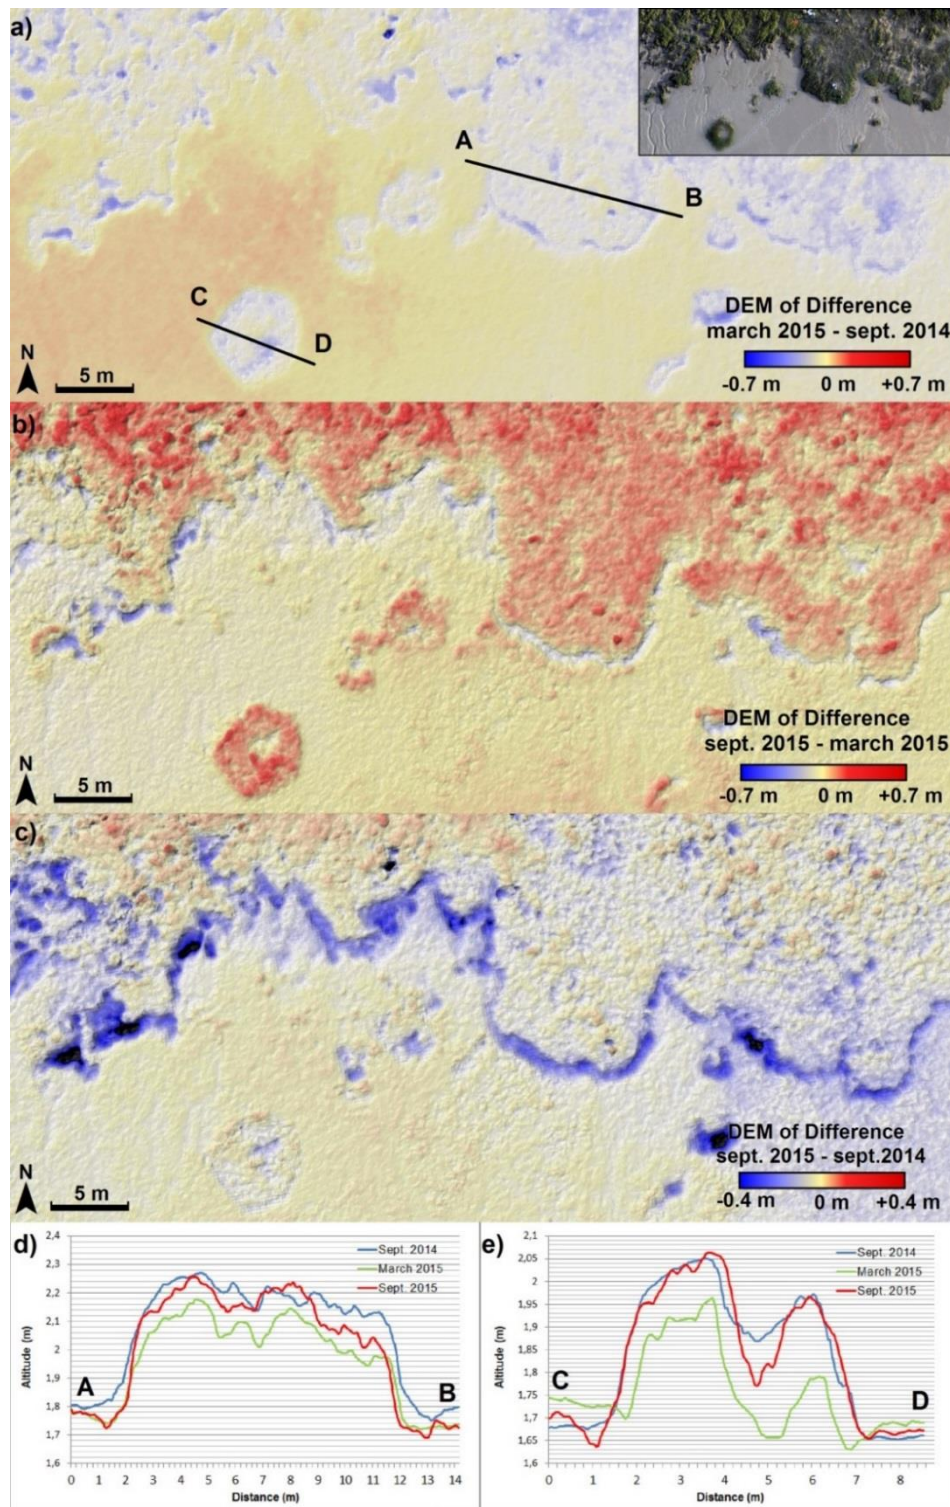 a)
A
B
C
D
DEM of Difference
march 2015 - sept. 2014
-0.7 m 0 m +0.7 m
N
5 m
b)
DEM of Difference
sept. 2015 - march 2015
-0.7 m 0 m +0.7 m
N
5 m
c)
DEM of Difference
sept. 2015 - sept.2014
-0.4 m 0 m +0.4 m
N
5 m
d)
2,4
2,3
2,2
2,1
2
1,9
1,8
1,7
1,6
Altitude (m)
Sept. 2014
March 2015
Sept. 2015
A
B
0 1 2 3 4 5 6 7 8 9 10 11 12 13 14
Distance (m)
e)
2,1
2,05
2
1,95
1,9
1,85
1,8
1,75
1,7
1,65
1,6
Altitude (m)
Sept. 2014
March 2015
Sept. 2015
C
D
0 1 2 3 4 5 6 7 8
Distance (m)